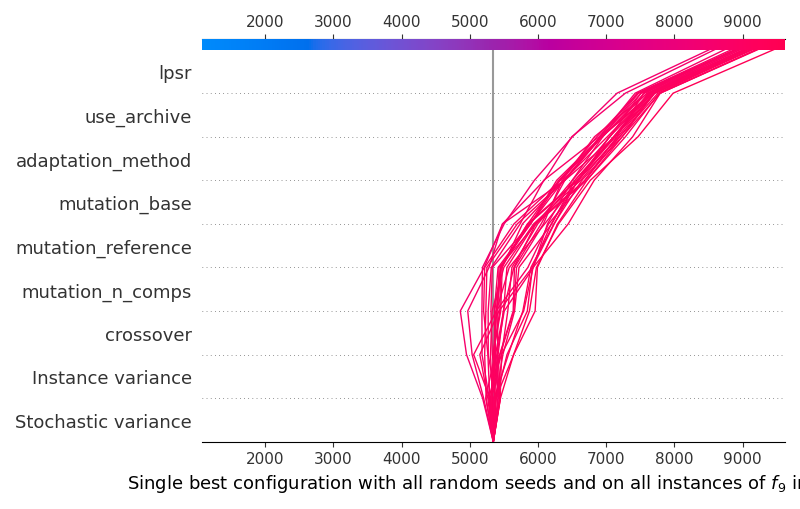 2000 3000 4000 5000 6000 7000 8000 9000
lpsr
use_archive
adaptation_method
mutation_base
mutation_reference
mutation_n_comps
crossover
Instance variance
Stochastic variance
2000 3000 4000 5000 6000 7000 8000 9000
Single best configuration with all random seeds and on all instances of f₉ i